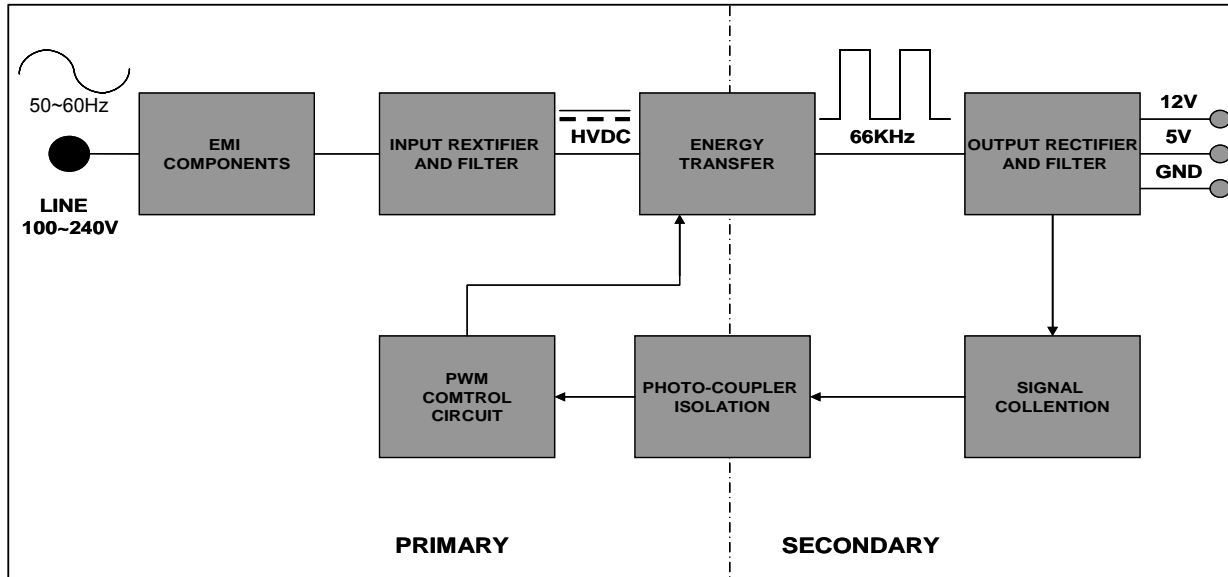 50~60Hz
LINE
100~240V
EMI
COMPONENTS
INPUT REXTIFIER
AND FILTER
HVDC
ENERGY
TRANSFER
66KHz
OUTPUT RECTIFIER
AND FILTER
12V
5V
GND
PWM
COMTROL
CIRCUIT
PHOTO-COUPLER
ISOLATION
SIGNAL
COLLENTION
PRIMARY
SECONDARY